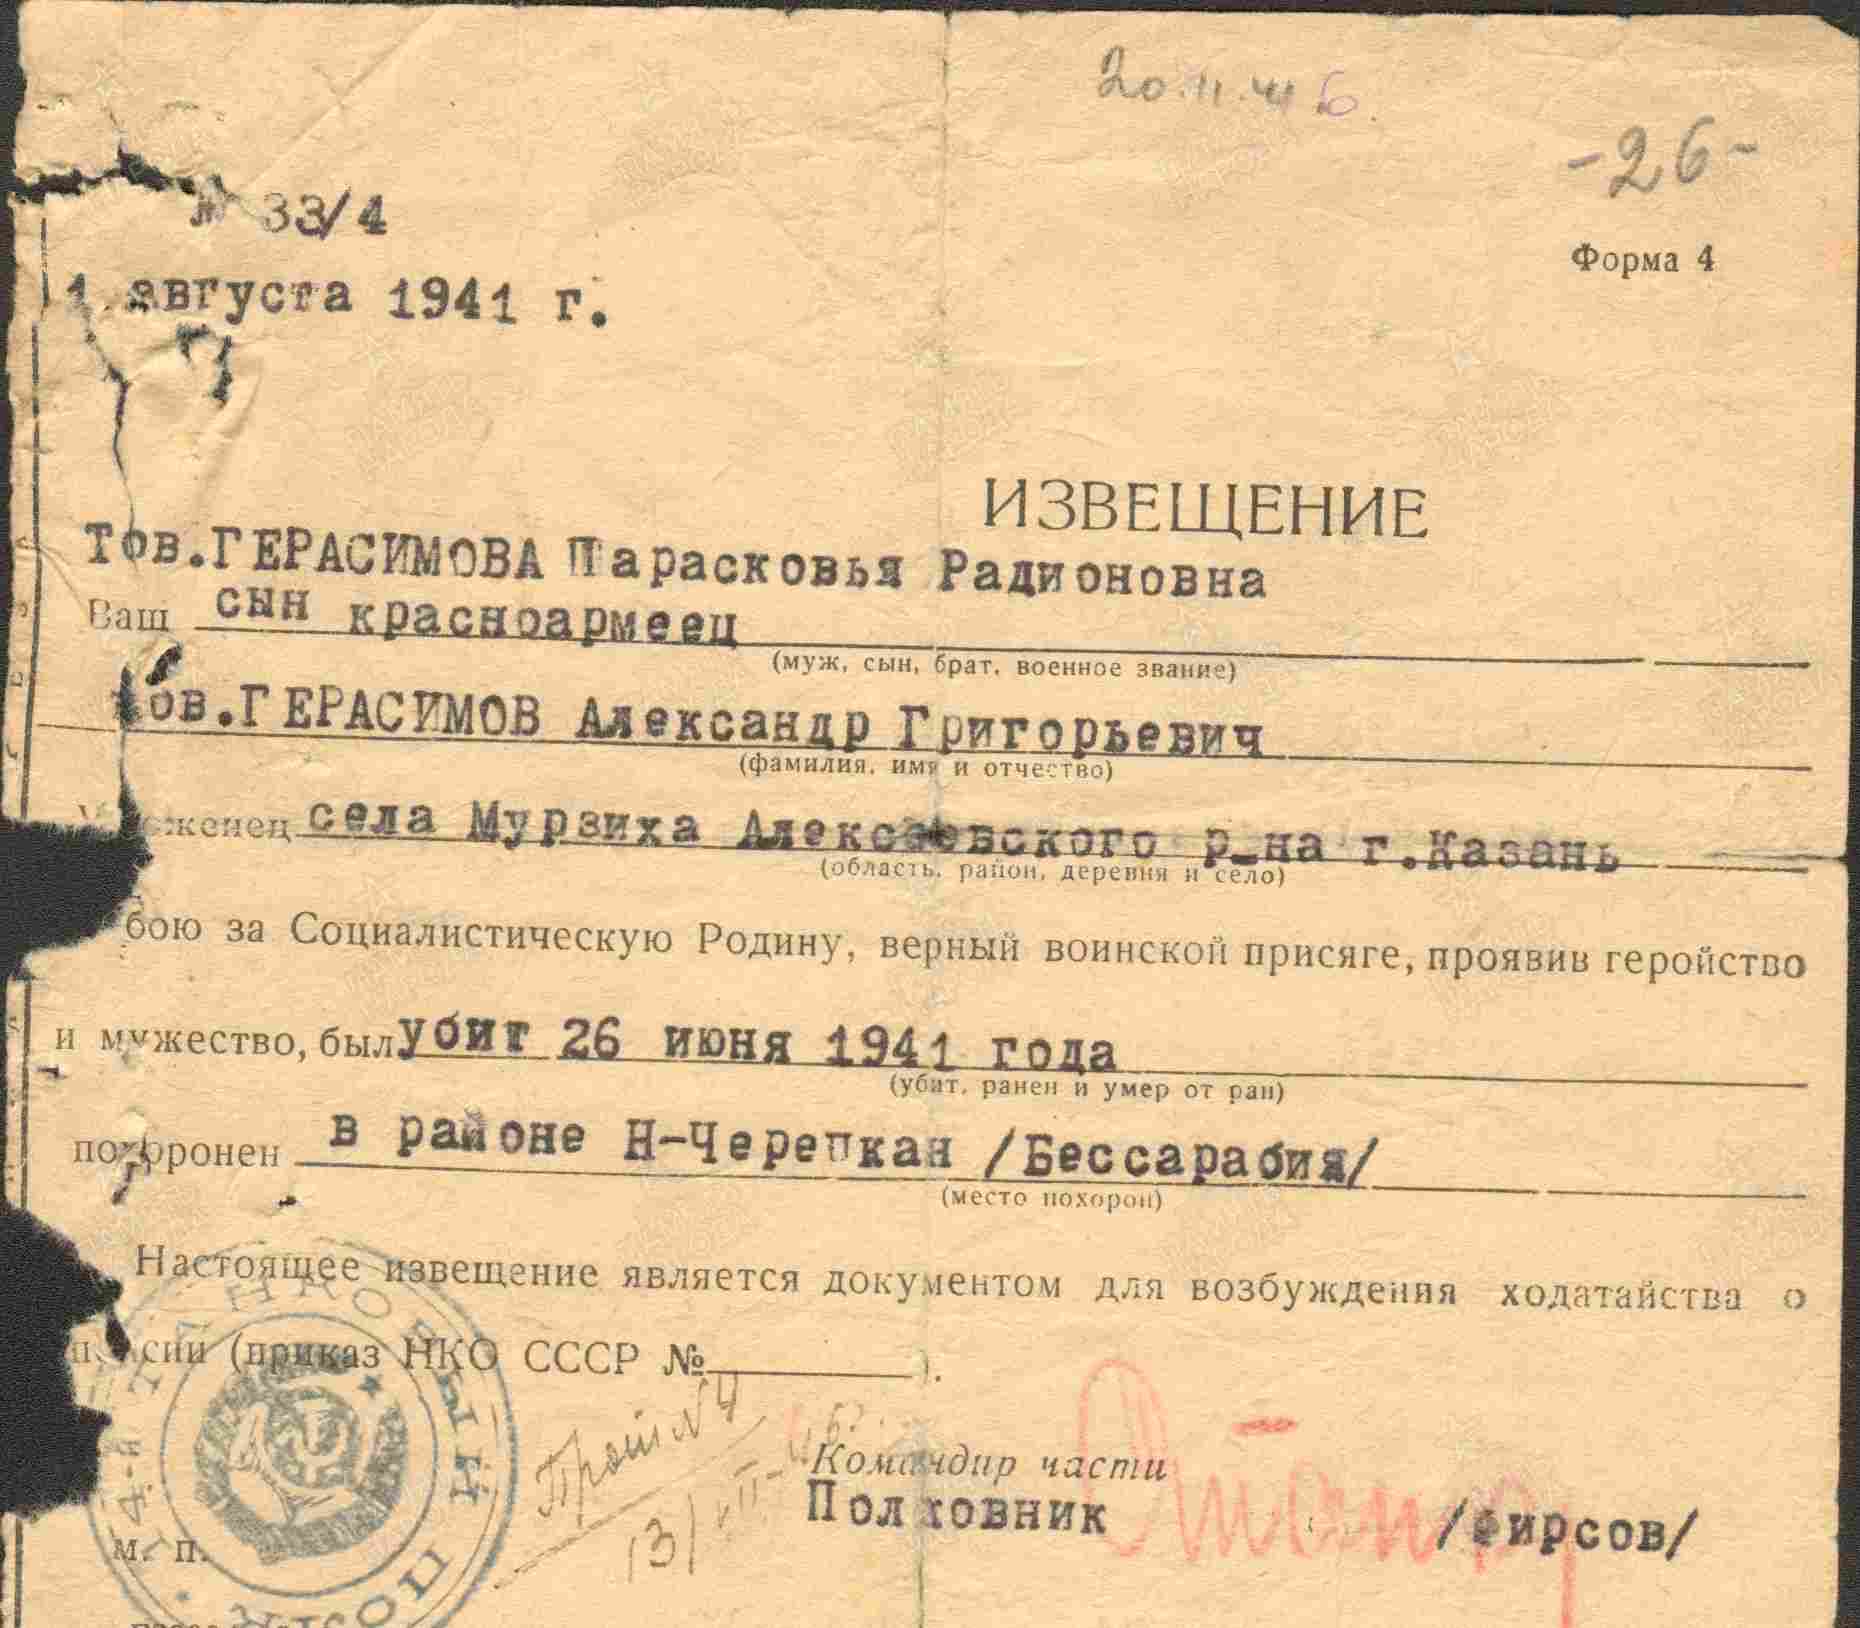 20.11.41 б.
-26-
№ 33/4
Форма 4
1 августа 1941 г.
ИЗВЕЩЕНИЕ
Тов.ГЕРАСИМОВА Парасковья Радионовна
Ваш сын красноармеец
(муж, сын, брат, военное звание)
тов.ГЕРАСИМОВ Александр Григорьевич
(фамилия, имя и отчество)
Уроженец села Мурзиха Алексеевского р-на г.Казань
(область, район, деревня и село)
бою за Социалистическую Родину, верный воинской присяге, проявив геройство
и мужество, был убит 26 июня 1941 года
(убит, ранен и умер от ран)
похоронен в районе Н-Черепкан /Бессарабия/
(место похорон)
Настоящее извещение является документом для возбуждения ходатайства о
пенсии (приказ НКО СССР № ).
Командир части
Полковник /Фирсов/
м. п.